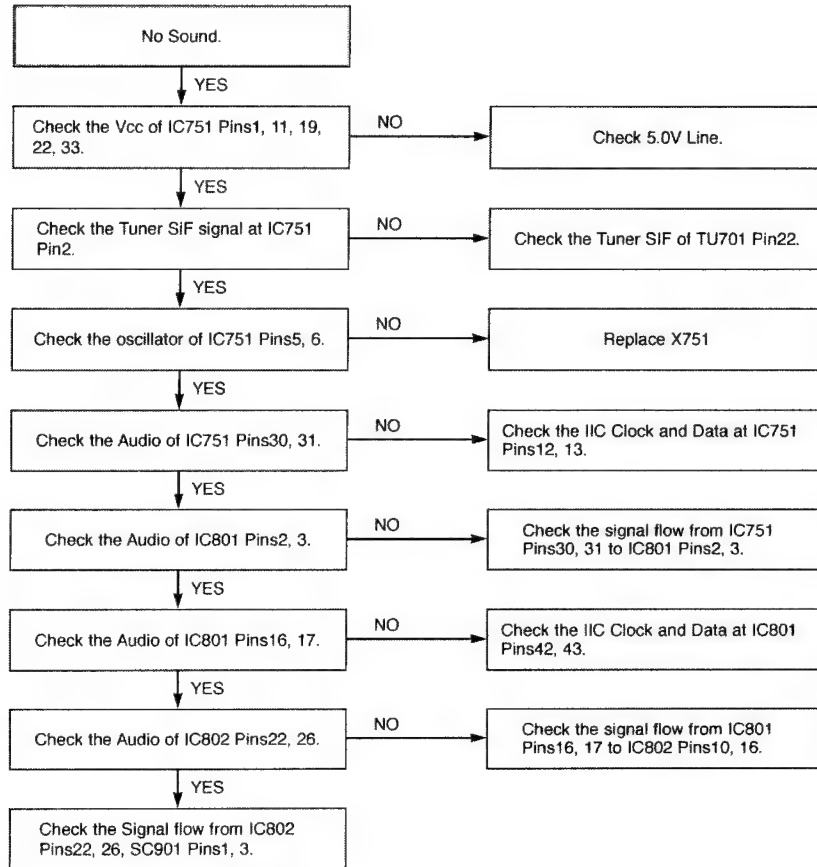 No Sound.
YES
Check the Vcc of IC751 Pins1, 11, 19,
22, 33.
NO
Check 5.0V Line.
YES
Check the Tuner SiF signal at IC751
Pin2.
NO
Check the Tuner SIF of TU701 Pin22.
YES
Check the oscillator of IC751 Pins5, 6.
NO
Replace X751
YES
Check the Audio of IC751 Pins30, 31.
NO
Check the IIC Clock and Data at IC751
Pins12, 13.
YES
Check the Audio of IC801 Pins2, 3.
NO
Check the signal flow from IC751
Pins30, 31 to IC801 Pins2, 3.
YES
Check the Audio of IC801 Pins16, 17.
NO
Check the IIC Clock and Data at IC801
Pins42, 43.
YES
Check the Audio of IC802 Pins22, 26.
NO
Check the signal flow from IC801
Pins16, 17 to IC802 Pins10, 16.
YES
Check the Signal flow from IC802
Pins22, 26, SC901 Pins1, 3.